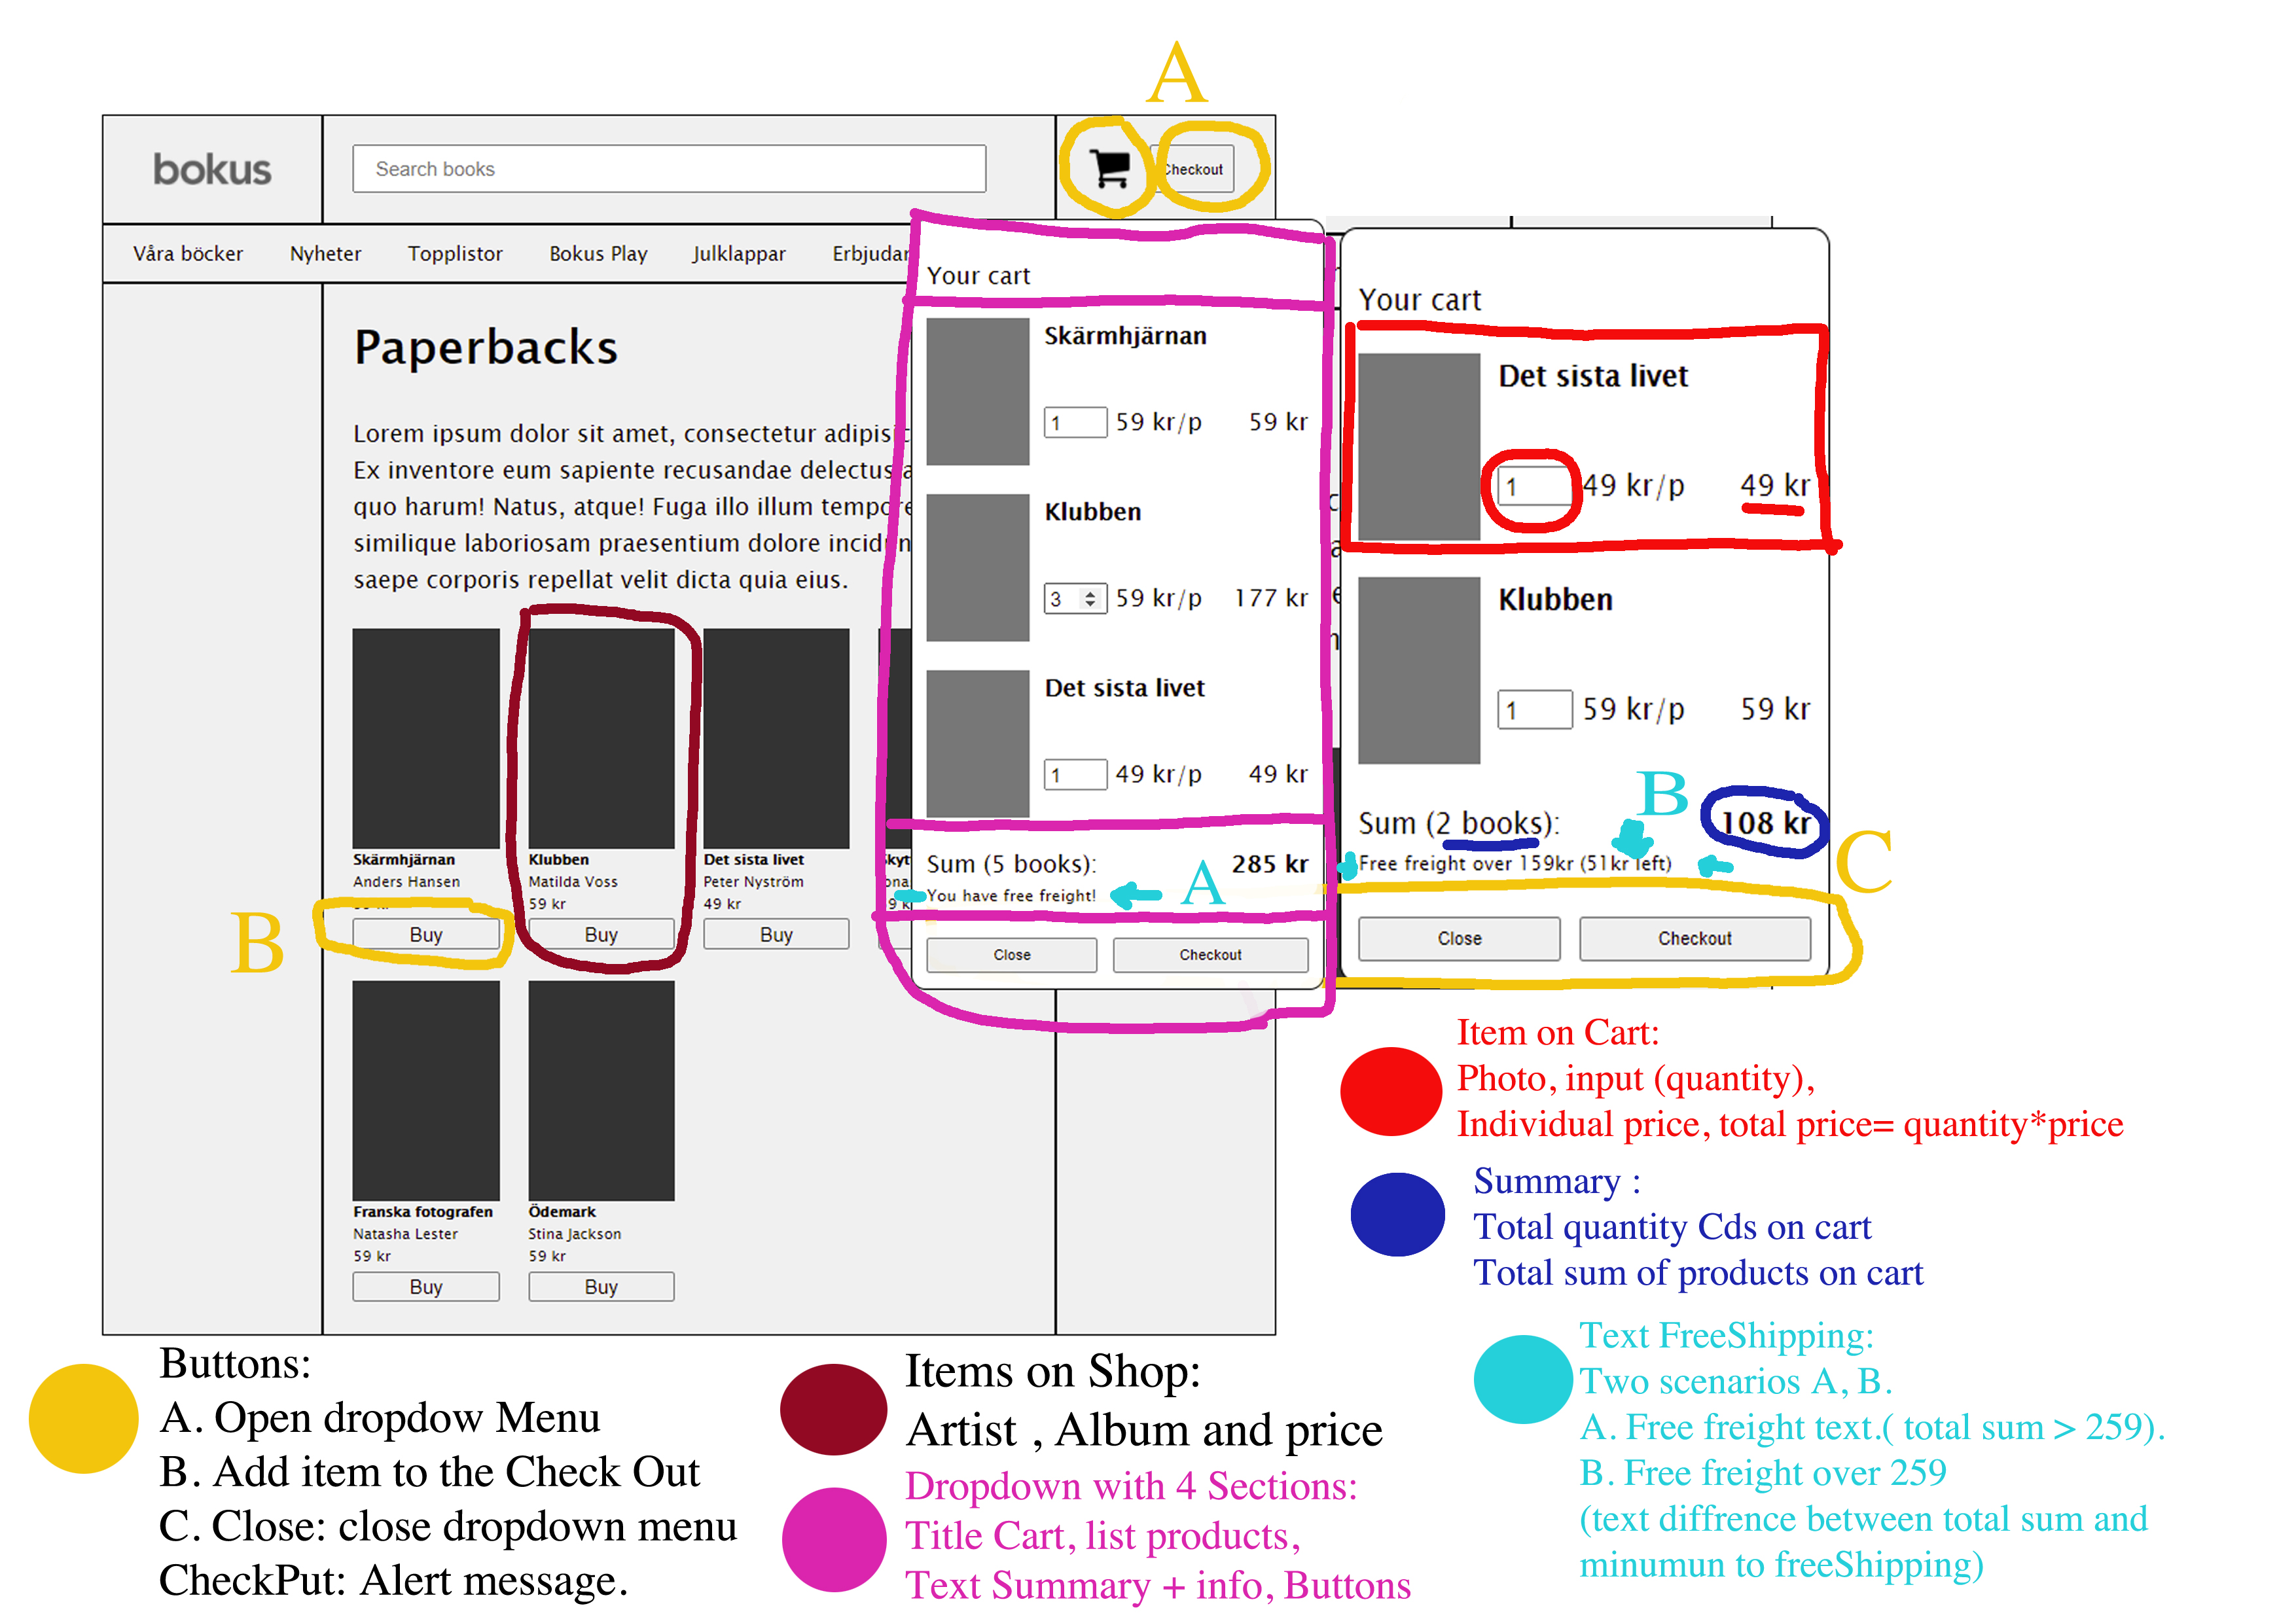 A
bokus
Search books
Checkout
Våra böcker
Nyheter
Topplistor
Bokus Play
Julklappar
Erbjudar
Paperbacks
Lorem ipsum dolor sit amet, consectetur adipisic
Ex inventore eum sapiente recusandae delectus a
quo harum! Natus, atque! Fuga illo illum tempore
similique laboriosam praesentium dolore incidun
saepe corporis repellat velit dicta quia eius.
Skärmhjärnan
Anders Hansen
Buy
Klubben
Matilda Voss
59 kr
Buy
Det sista livet
Peter Nyström
49 kr
Buy
B
Franska fotografen
Natasha Lester
59 kr
Buy
Ödemark
Stina Jackson
59 kr
Buy
Your cart
Skärmhjärnan
1 59 kr/p 59 kr
Klubben
3 59 kr/p 177 kr
Det sista livet
1 49 kr/p 49 kr
Sum (5 books): 285 kr
You have free freight!
A
Close
Checkout
Your cart
Det sista livet
1 49 kr/p 49 kr
Klubben
1 59 kr/p 59 kr
B
Sum (2 books): 108 kr
Free freight over 159kr (51kr left)
C
Close
Checkout
Item on Cart:
Photo, input (quantity),
Individual price, total price= quantity*price
Summary :
Total quantity Cds on cart
Total sum of products on cart
Text FreeShipping:
Two scenarios A, B.
A. Free freight text.( total sum > 259).
B. Free freight over 259
(text diffrence between total sum and
minumun to freeShipping)
Buttons:
A. Open dropdow Menu
B. Add item to the Check Out
C. Close: close dropdown menu
CheckPut: Alert message.
Items on Shop:
Artist , Album and price
Dropdown with 4 Sections:
Title Cart, list products,
Text Summary + info, Buttons